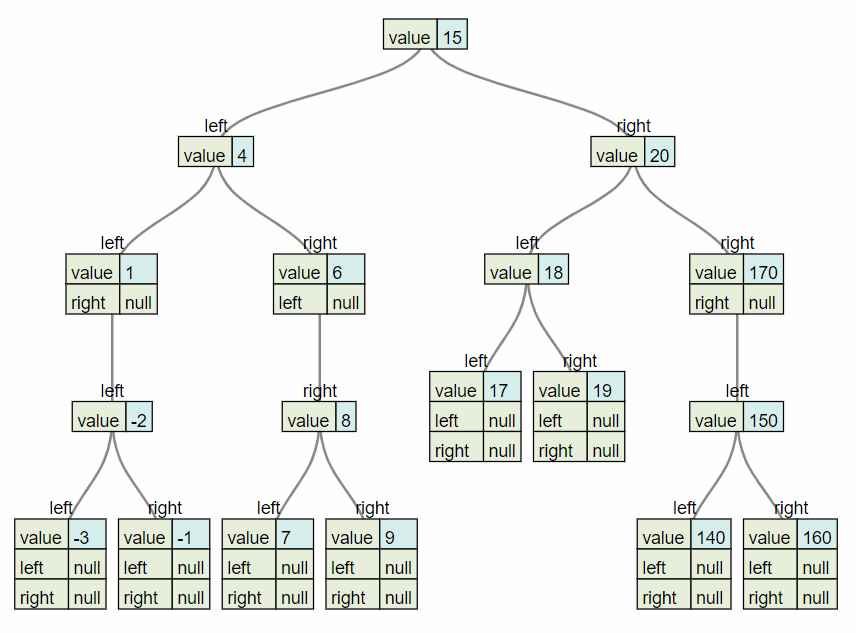 value 15
left right
value 4 value 20
left right left right
value 1 value 6 value 18 value 170
right null left null right null
left right
value 17 value 19
left right left
value -2 value 8 left null left null value 150
right null right null
left right left right left right
value -3 value -1 value 7 value 9 value 140 value 160
left null left null left null left null left null left null
right null right null right null right null right null right null